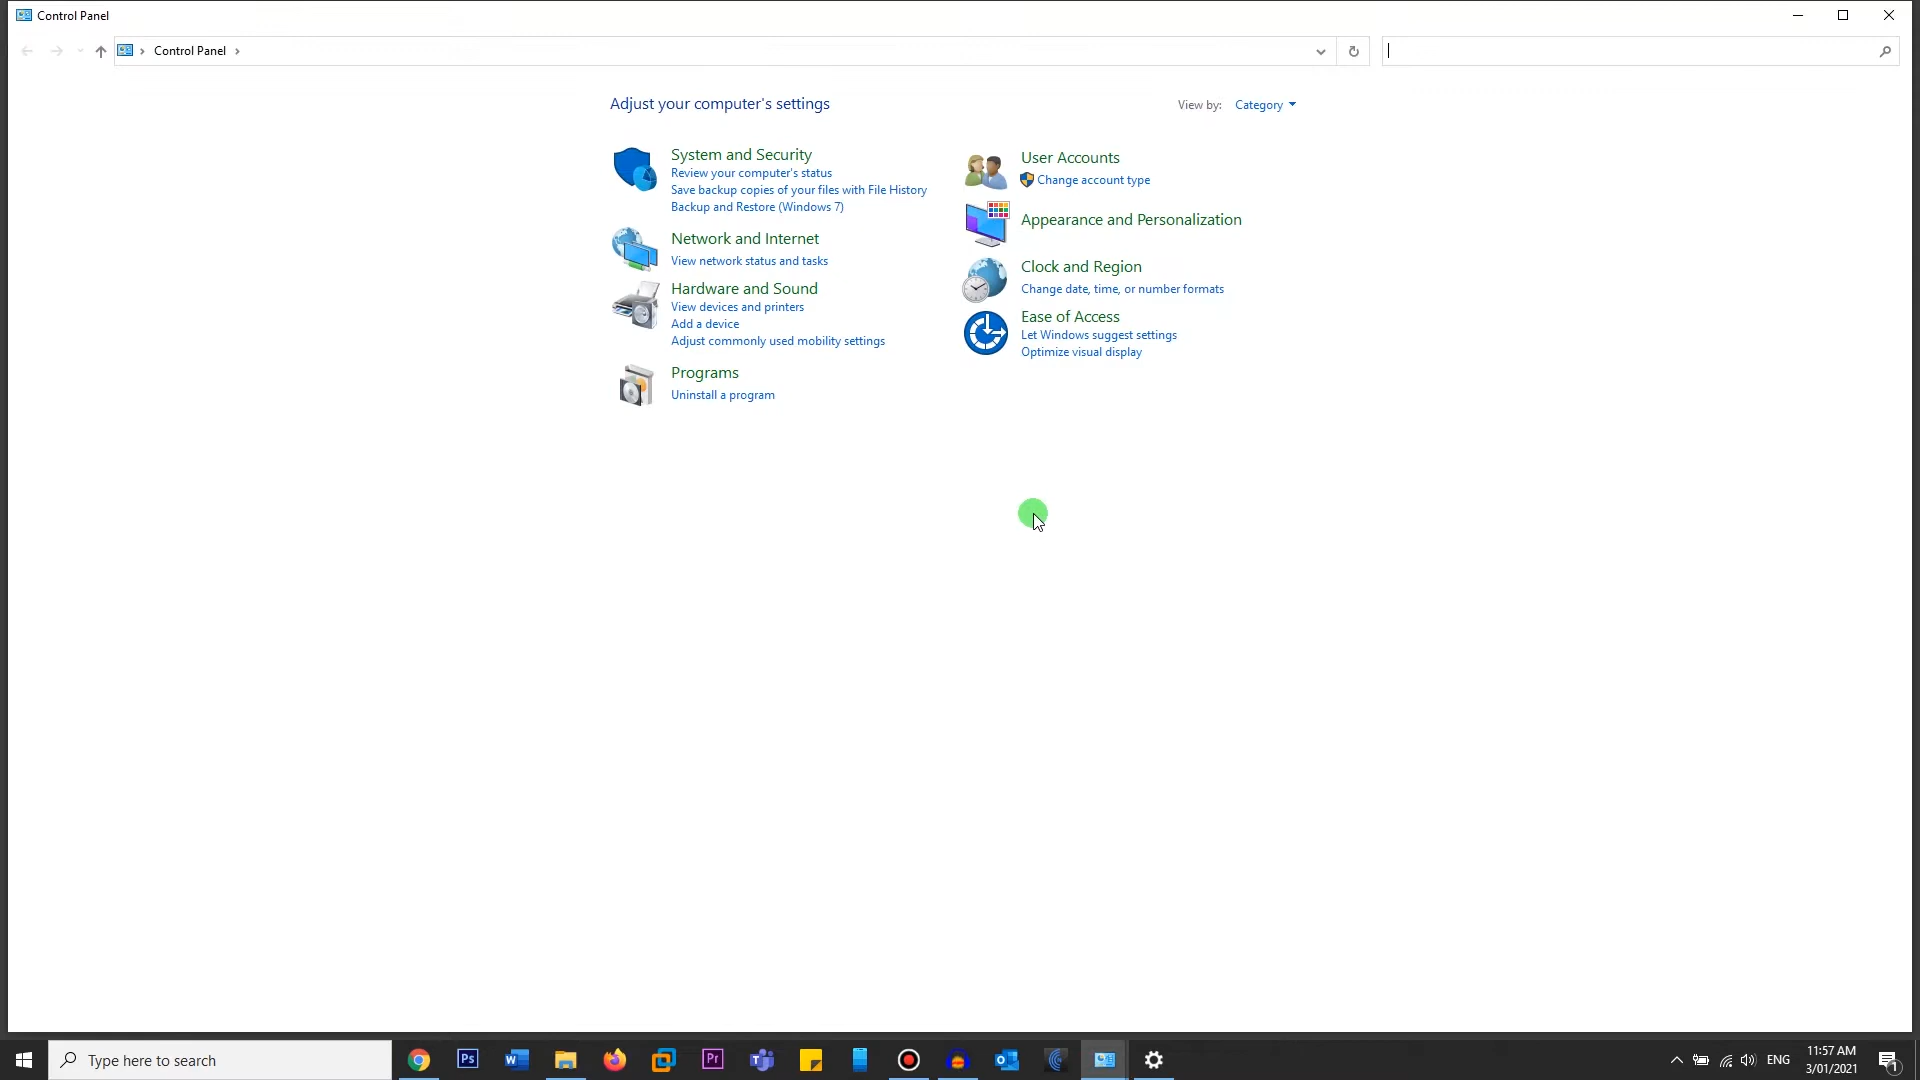 Control Panel
Control Panel
Adjust your computer's settings
View by: Category
System and Security
Review your computer's status
Save backup copies of your files with File History
Backup and Restore (Windows 7)
Network and Internet
View network status and tasks
Hardware and Sound
View devices and printers
Add a device
Adjust commonly used mobility settings
Programs
Uninstall a program
User Accounts
Change account type
Appearance and Personalization
Clock and Region
Change date, time, or number formats
Ease of Access
Let Windows suggest settings
Optimize visual display
Type here to search
Ps
W
Pr
T
O
ENG
11:57 AM
3/01/2021
1